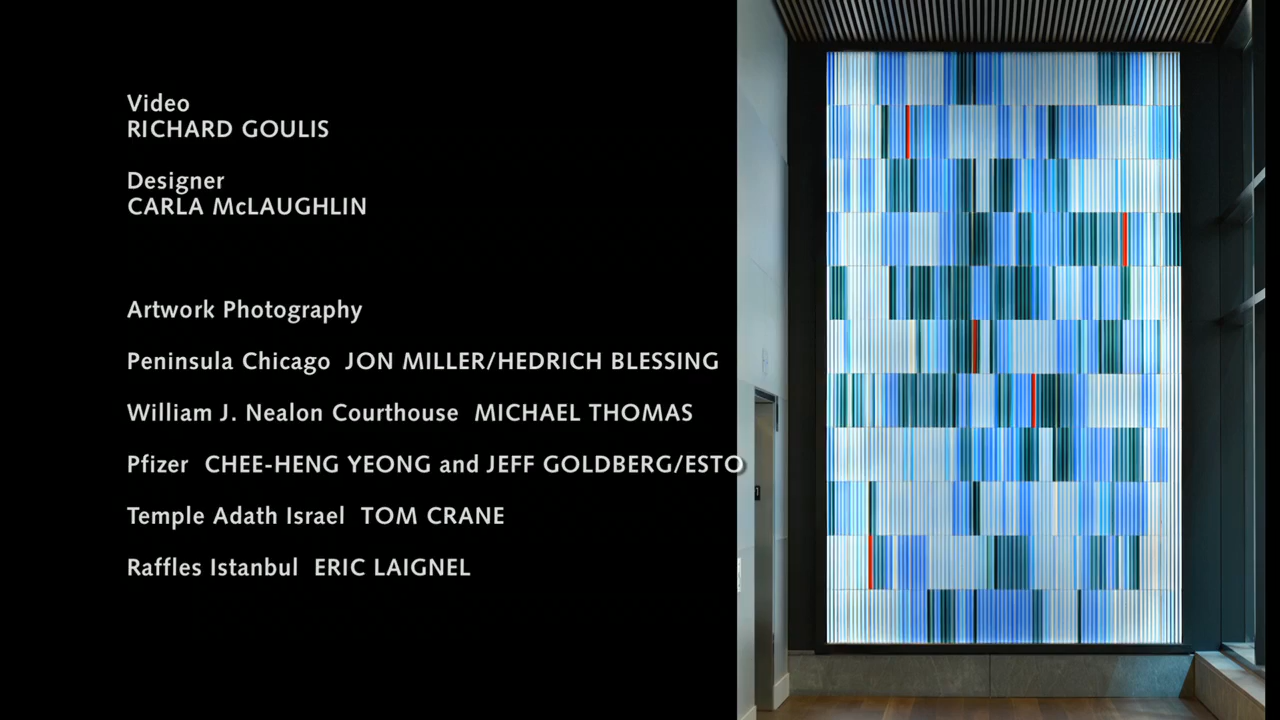 Video
RICHARD GOULIS
Designer
CARLA McLAUGHLIN
Artwork Photography
Peninsula Chicago JON MILLER/HEDRICH BLESSING
William J. Nealon Courthouse MICHAEL THOMAS
Pfizer CHEE-HENG YEONG and JEFF GOLDBERG/ESTO
Temple Adath Israel TOM CRANE
Raffles Istanbul ERIC LAIGNEL